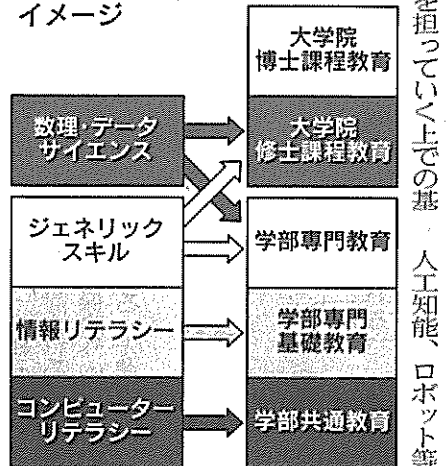 イメージ
数理・データ
サイエンス
ジェネリック
スキル
情報リテラシー
コンピューター
リテラシー
大学院
博士課程教育
大学院
修士課程教育
学部専門教育
学部専門
基礎教育
学部共通教育
を担っていく上での基
人工知能、ロボット等